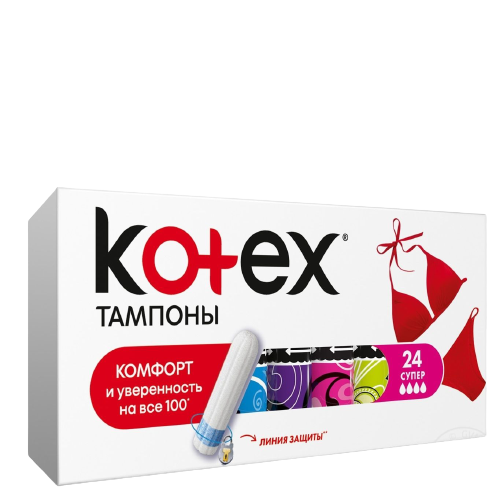 kotex®
ТАМПОНЫ
КОМФОРТ
и уверенность
на все 100*
24
СУПЕР
ЛИНИЯ ЗАЩИТЫ**